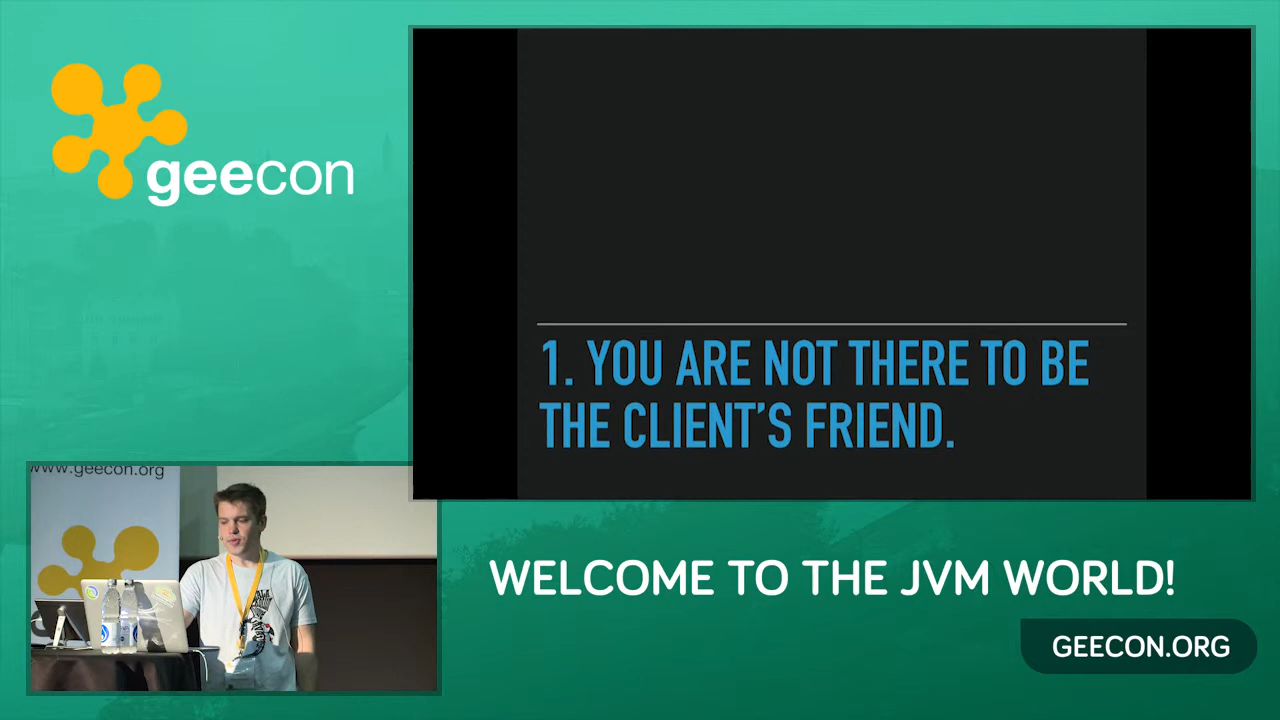 geecon
1. YOU ARE NOT THERE TO BE
THE CLIENT'S FRIEND.
www.geecon.org
WELCOME TO THE JVM WORLD!
GEECON.ORG